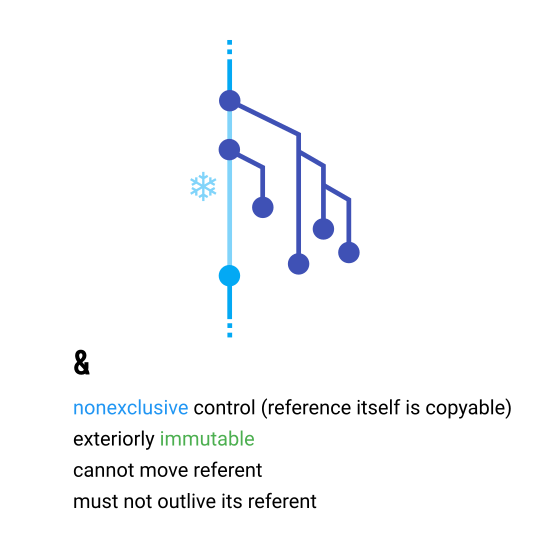 &
nonexclusive control (reference itself is copyable)
exteriorly immutable
cannot move referent
must not outlive its referent